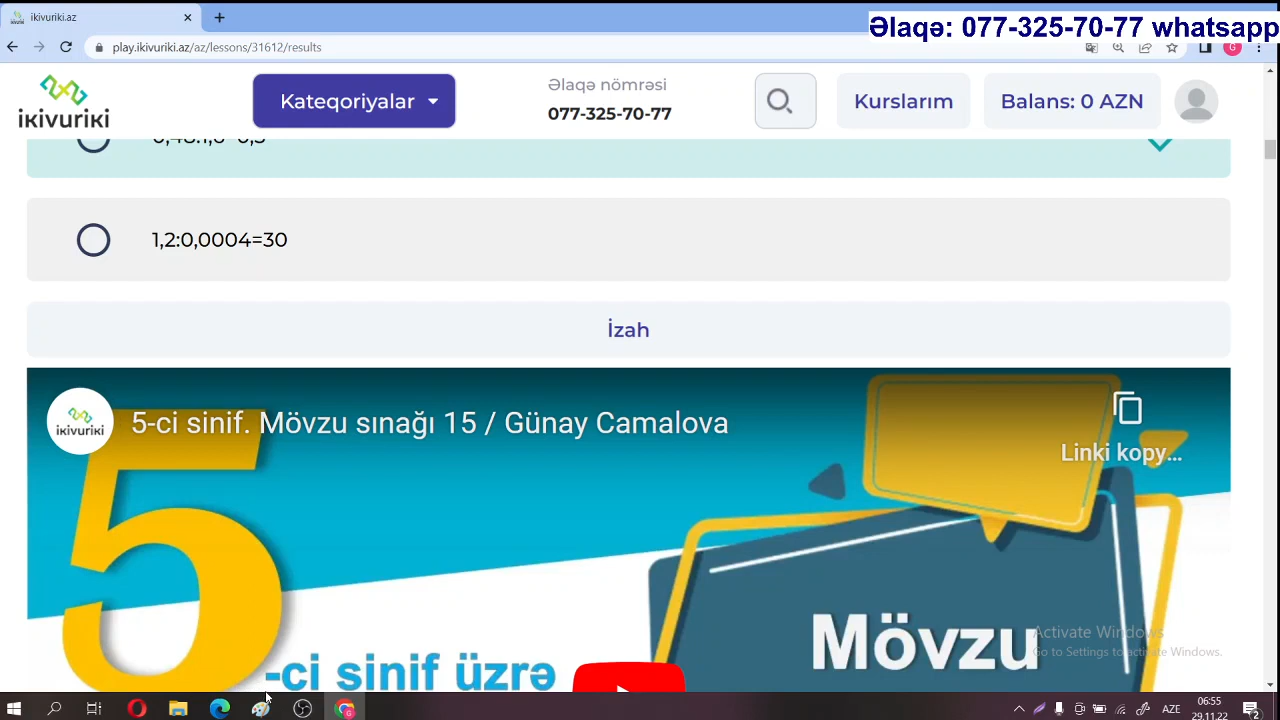 ikivuriki.az
Əlaqə: 077-325-70-77 whatsapp
play.ikivuriki.az/az/lessons/31612/results
G
ikivuriki
Kateqoriyalar
Əlaqə nömrəsi
077-325-70-77
Kurslarım
Balans: 0 AZN
1,2:0,0004=30
İzah
ikivuriki
5-ci sinif. Mövzu sınağı 15 / Günay Camalova
Linki kopy...
5
-ci sinif üzrə
Mövzu
Activate Windows
Go to Settings to activate Windows.
AZE
06:55
29.11.22
2